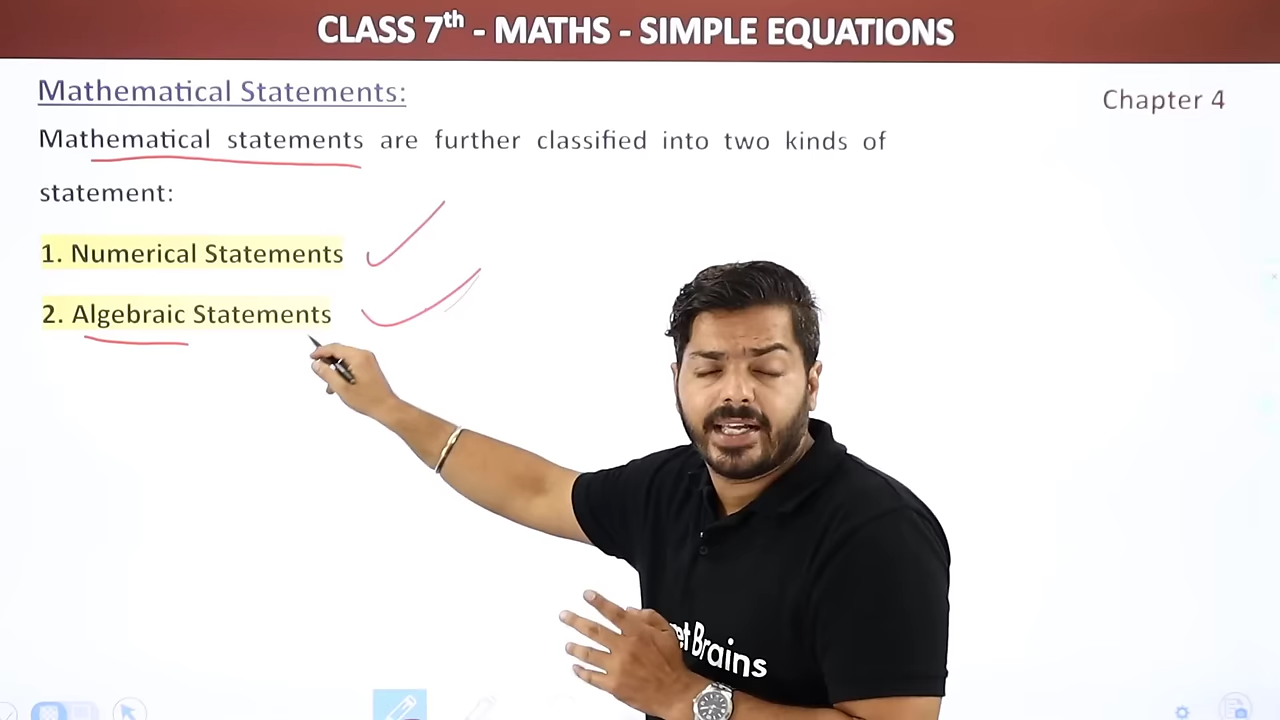 CLASS 7th - MATHS - SIMPLE EQUATIONS
Mathematical Statements:
Chapter 4
Mathematical statements are further classified into two kinds of
statement:
1. Numerical Statements
2. Algebraic Statements
et Brains